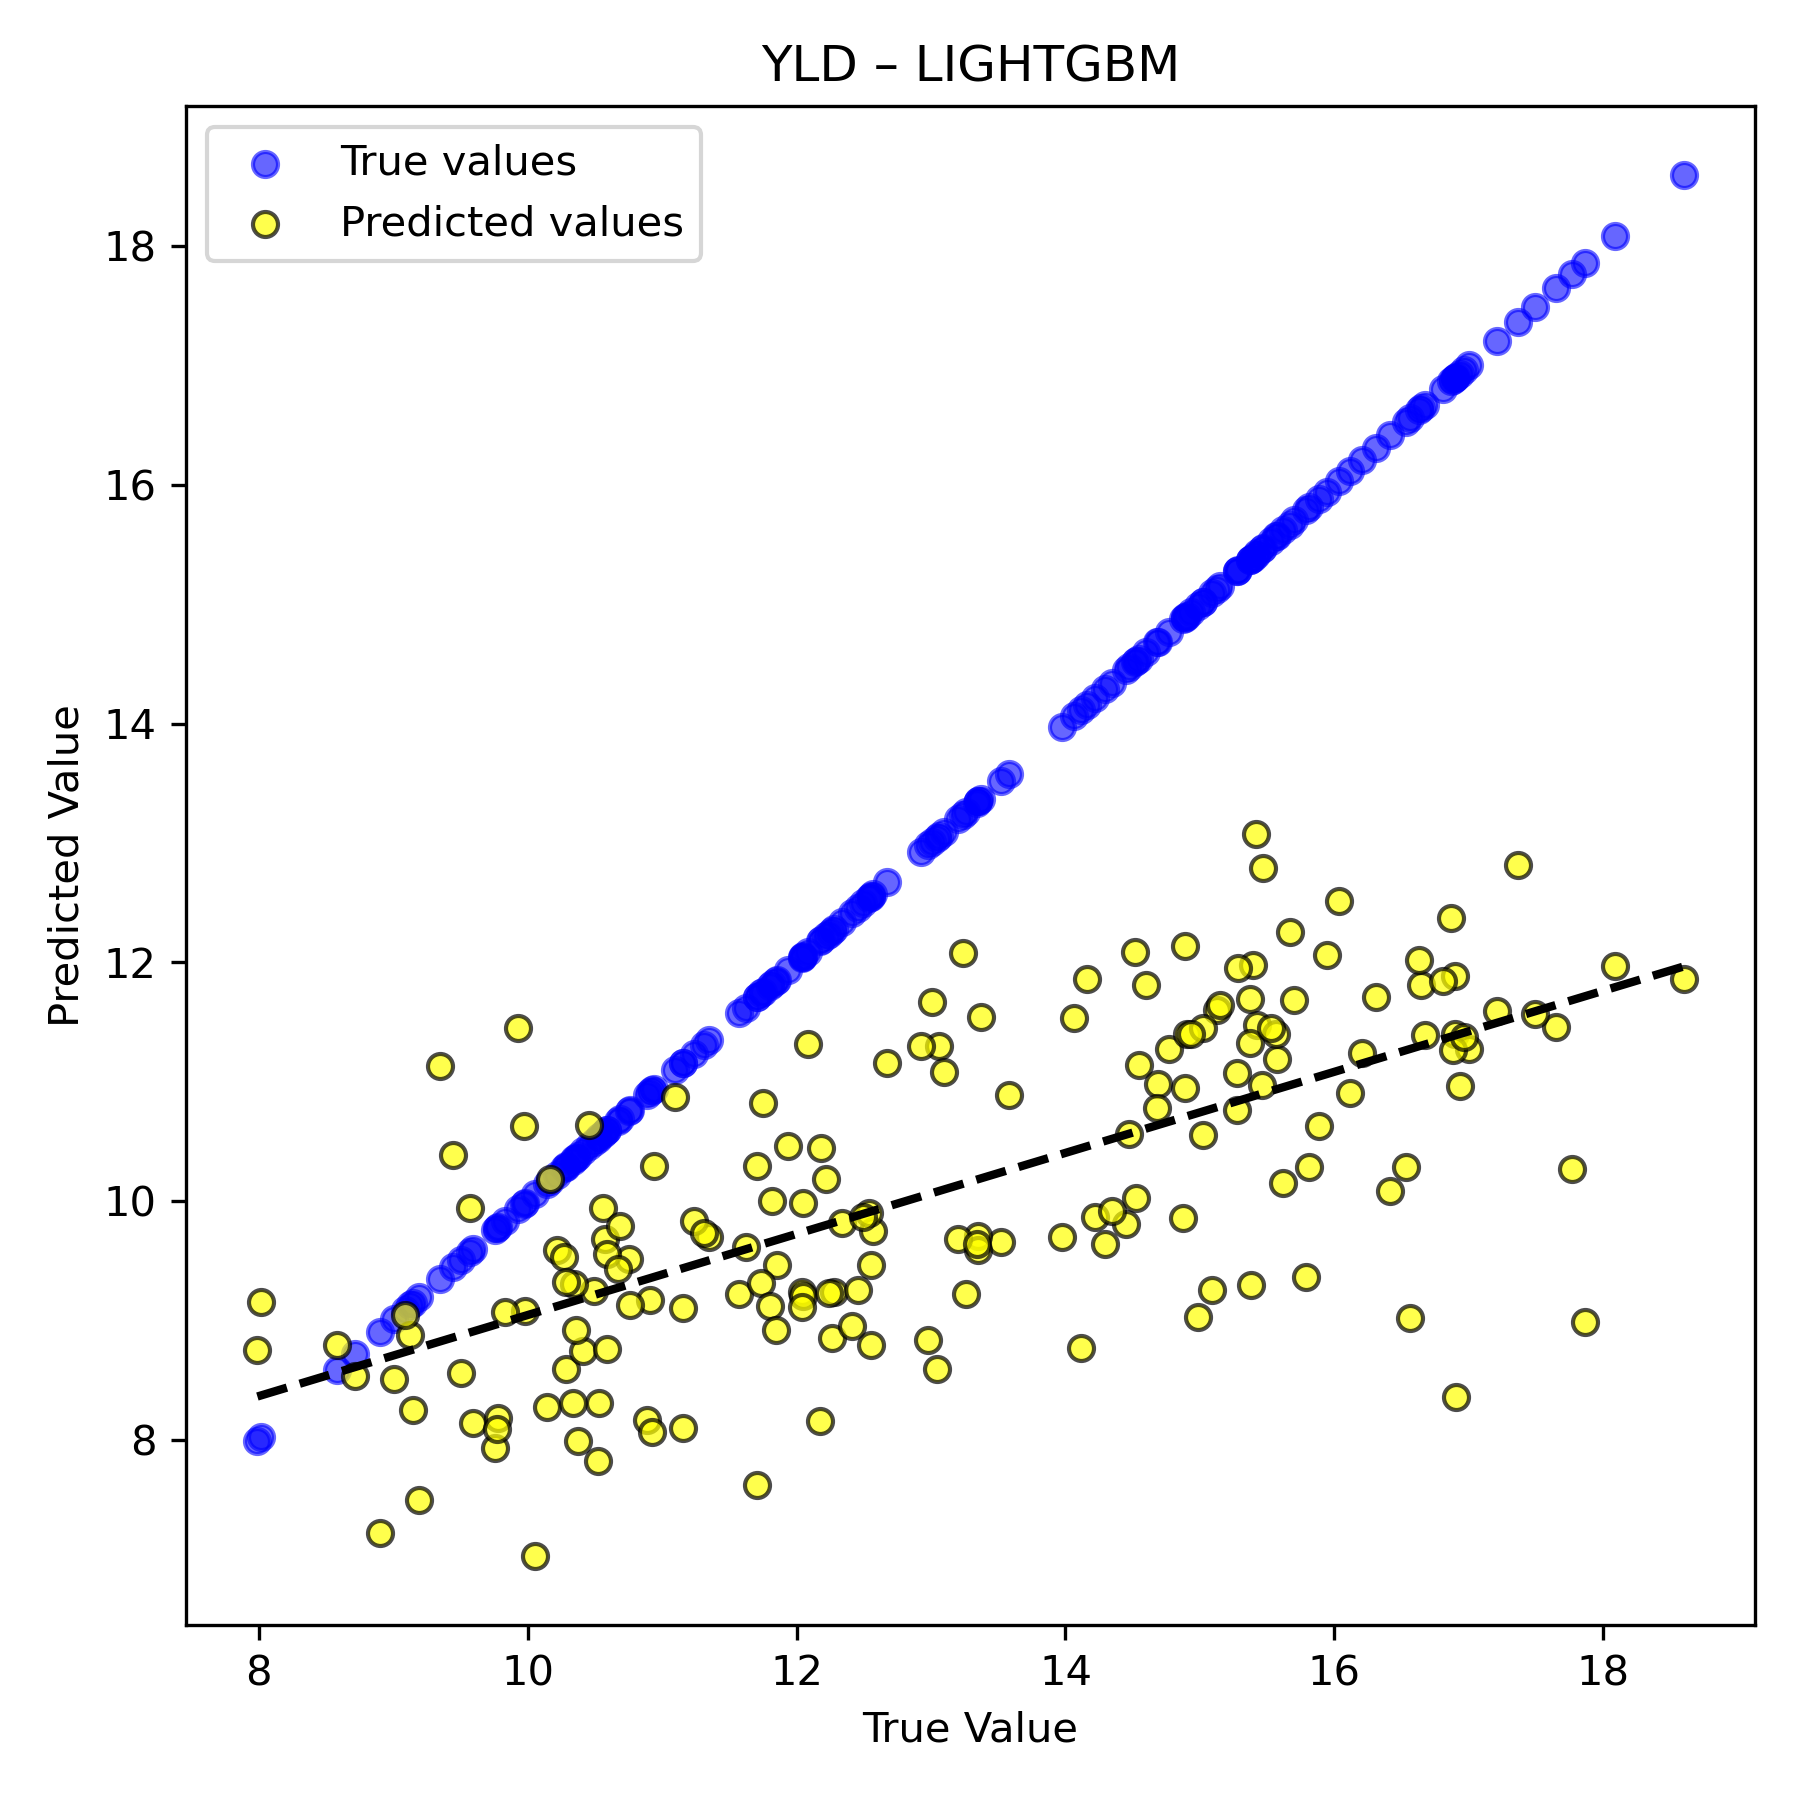 YLD – LIGHTGBM
True values
Predicted values
Predicted Value
18
16
14
12
10
8
8 10 12 14 16 18
True Value